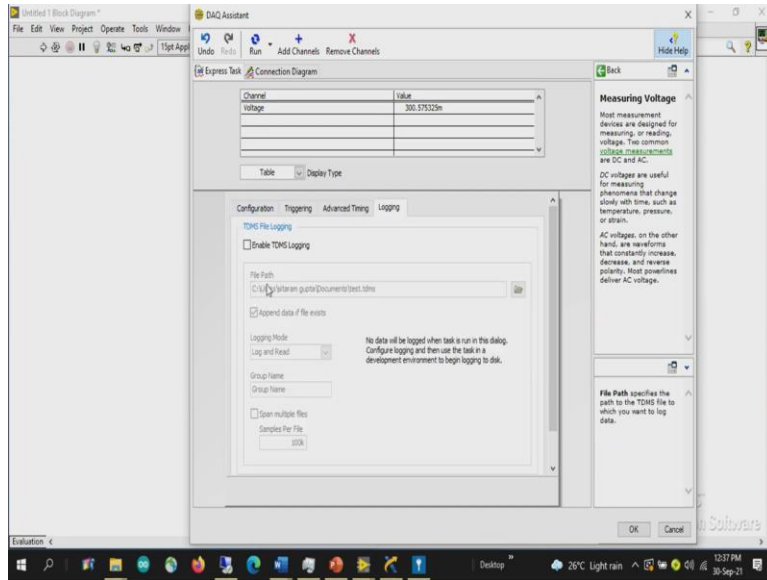 Untitled 1 Block Diagram *
File Edit View Project Operate Tools Window
15pt Appl
DAQ Assistant
Undo Redo Run Add Channels Remove Channels
Hide Help
Express Task Connection Diagram
Channel Value
Voltage 300.575325m
Table Display Type
Configuration Triggering Advanced Timing Logging
TDMS File Logging
Enable TDMS Logging
File Path
gupta\Documents\test.tdms
Append data if file exists
Logging Mode
Log and Read
No data will be logged when task is run in this dialog.
Configure logging and then use the task in a
development environment to begin logging to disk.
Group Name
Group Name
Span multiple files
Samples Per File
100k
Back
Measuring Voltage
Most measurement
devices are designed for
measuring, or reading,
voltage. Two common
voltage measurements
are DC and AC.
DC voltages are useful
for measuring
phenomena that change
slowly with time, such as
temperature, pressure,
or strain.
AC voltages, on the other
hand, are waveforms
that constantly increase,
decrease, and reverse
polarity. Most powerlines
deliver AC voltage.
File Path specifies the
path to the TDMS file to
which you want to log
data.
OK Cancel
Software
Evaluation
Desktop
26°C Light rain
12:37 PM
30-Sep-21